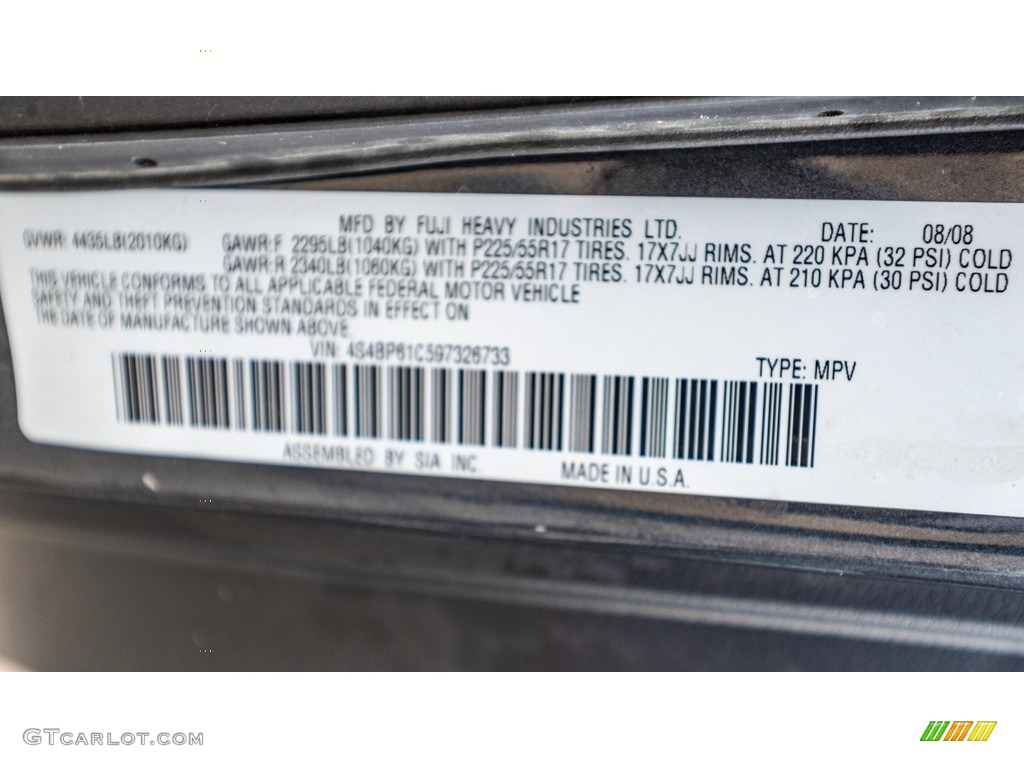 MFD BY FUJI HEAVY INDUSTRIES LTD. DATE: 08/08
GVWR: 4435LB(2010KG) GAWR:F 2295LB(1040KG) WITH P225/55R17 TIRES. 17X7JJ RIMS. AT 220 KPA (32 PSI) COLD
GAWR:R 2340LB(1060KG) WITH P225/55R17 TIRES. 17X7JJ RIMS. AT 210 KPA (30 PSI) COLD
THIS VEHICLE CONFORMS TO ALL APPLICABLE FEDERAL MOTOR VEHICLE
SAFETY AND THEFT PREVENTION STANDARDS IN EFFECT ON
THE DATE OF MANUFACTURE SHOWN ABOVE.
VIN: 4S4BP61C597326733 TYPE: MPV
ASSEMBLED BY SIA INC. MADE IN U.S.A.
GTCARLOT.COM